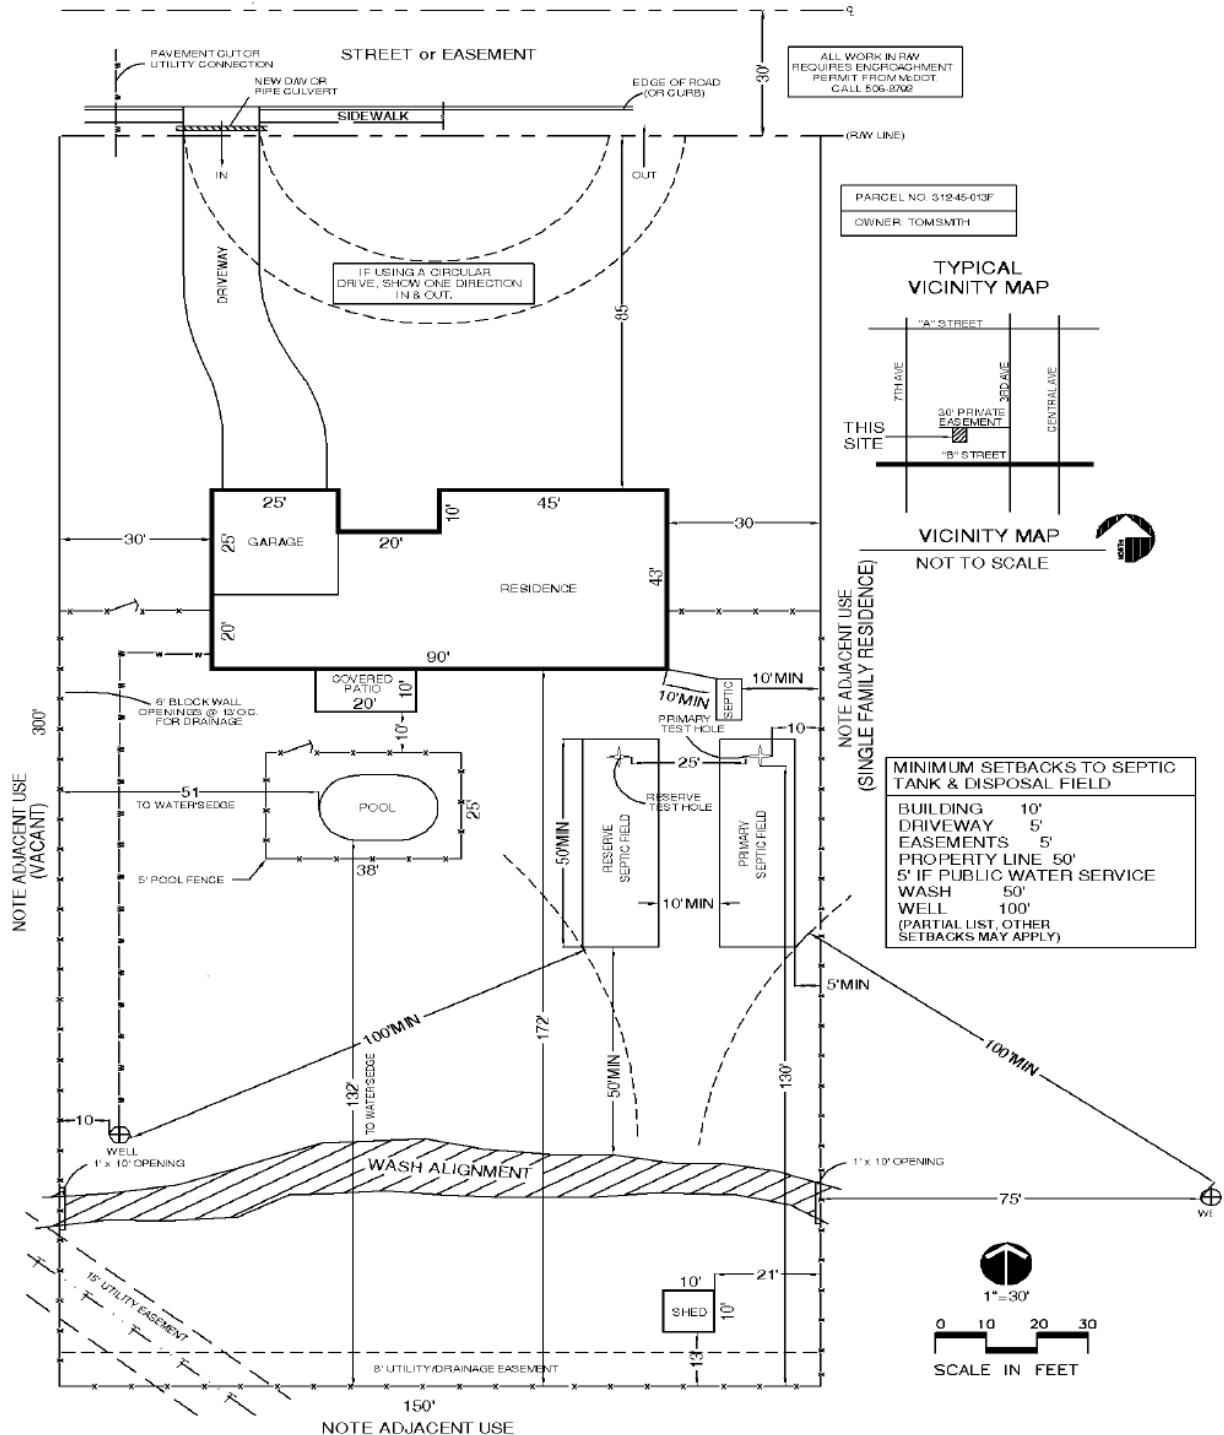 PAVEMENT CUT OR
UTILITY CONNECTION
STREET or EASEMENT
NEW D/W OR
PIPE CULVERT
SIDEWALK
EDGE OF ROAD
(OR CURB)
30'
ALL WORK IN R/W
REQUIRES ENCROACHMENT
PERMIT FROM McDOT.
CALL 506-8792
(R/W LINE)
IN
OUT
PARCEL NO. 312-45-013F
OWNER: TOM SMITH
DRIVEWAY
IF USING A CIRCULAR
DRIVE, SHOW ONE DIRECTION
IN & OUT.
85'
TYPICAL
VICINITY MAP
"A" STREET
7TH AVE
3RD AVE
CENTRAL AVE
30' PRIVATE
EASEMENT
THIS
SITE
"B" STREET
VICINITY MAP
NOT TO SCALE
25'
10'
45'
30'
25'
GARAGE
20'
30
RESIDENCE
43'
20'
90'
COVERED
PATIO
20'
10'
10'
6' BLOCK WALL
OPENINGS @ 13' O.C.
FOR DRAINAGE
300'
NOTE ADJACENT USE
(VACANT)
NOTE ADJACENT USE
(SINGLE FAMILY RESIDENCE)
10' MIN
SEPTIC
10' MIN
PRIMARY
TEST HOLE
10
25'
RESERVE
TEST HOLE
51
TO WATER'S EDGE
POOL
25'
38'
5' POOL FENCE
50' MIN
RESERVE
SEPTIC FIELD
PRIMARY
SEPTIC FIELD
10' MIN
MINIMUM SETBACKS TO SEPTIC
TANK & DISPOSAL FIELD
BUILDING 10'
DRIVEWAY 5'
EASEMENTS 5'
PROPERTY LINE 50'
5' IF PUBLIC WATER SERVICE
WASH 50'
WELL 100'
(PARTIAL LIST, OTHER
SETBACKS MAY APPLY)
5' MIN
100' MIN
100' MIN
172'
50' MIN
130'
132'
TO WATER'S EDGE
10
WELL
1' x 10' OPENING
WASH ALIGNMENT
1' x 10' OPENING
75'
WE
15' UTILITY EASEMENT
10'
21'
SHED
10'
13'
8' UTILITY/DRAINAGE EASEMENT
1"=30'
0 10 20 30
SCALE IN FEET
150'
NOTE ADJACENT USE